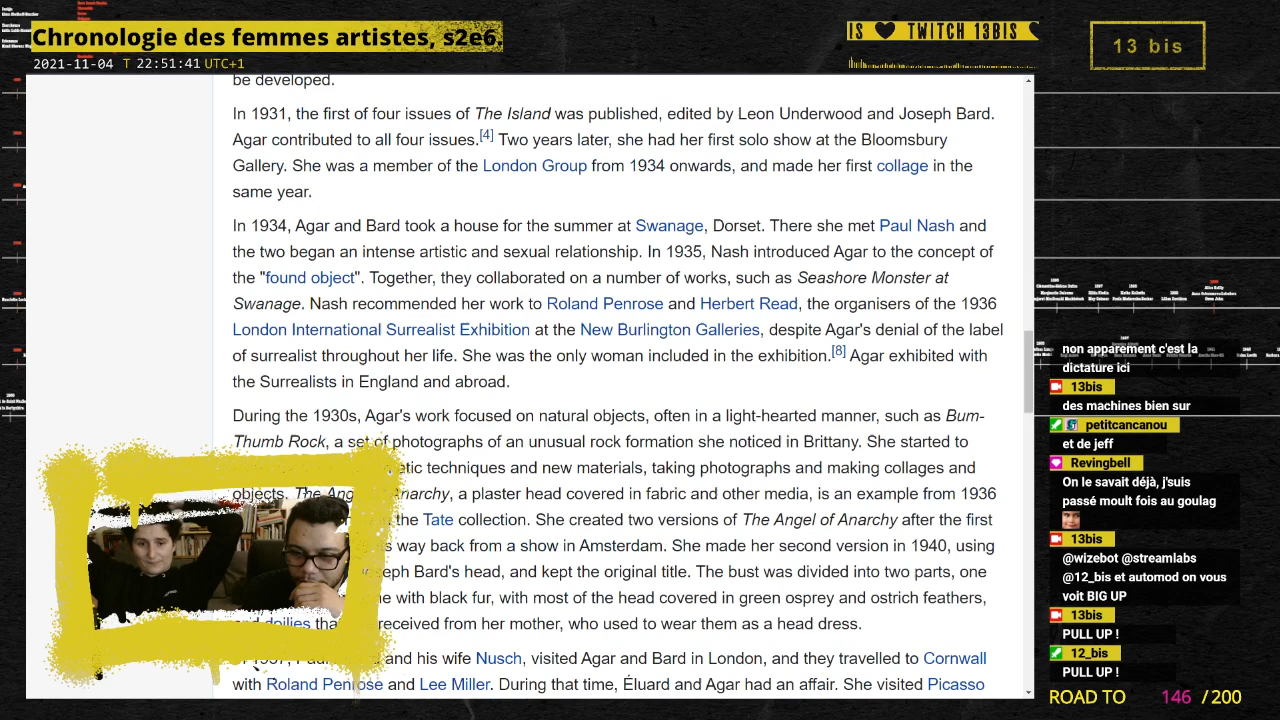 Chronologie des femmes artistes, s2e6
2021-11-04 T 22:51:41 UTC+1
IS ♥ TWITCH 13BIS
13 bis
be developed.
In 1931, the first of four issues of The Island was published, edited by Leon Underwood and Joseph Bard.
Agar contributed to all four issues.[4] Two years later, she had her first solo show at the Bloomsbury
Gallery. She was a member of the London Group from 1934 onwards, and made her first collage in the
same year.
In 1934, Agar and Bard took a house for the summer at Swanage, Dorset. There she met Paul Nash and
the two began an intense artistic and sexual relationship. In 1935, Nash introduced Agar to the concept of
the "found object". Together, they collaborated on a number of works, such as Seashore Monster at
Swanage. Nash recommended her work to Roland Penrose and Herbert Read, the organisers of the 1936
London International Surrealist Exhibition at the New Burlington Galleries, despite Agar's denial of the label
of surrealist throughout her life. She was the only woman included in the exhibition.[8] Agar exhibited with
the Surrealists in England and abroad.
During the 1930s, Agar's work focused on natural objects, often in a light-hearted manner, such as Bum-
Thumb Rock, a set of photographs of an unusual rock formation she noticed in Brittany. She started to
techniques and new materials, taking photographs and making collages and
objects. The Anarchy, a plaster head covered in fabric and other media, is an example from 1936
the Tate collection. She created two versions of The Angel of Anarchy after the first
way back from a show in Amsterdam. She made her second version in 1940, using
Bard's head, and kept the original title. The bust was divided into two parts, one
with black fur, with most of the head covered in green osprey and ostrich feathers,
doilies received from her mother, who used to wear them as a head dress.
and his wife Nusch, visited Agar and Bard in London, and they travelled to Cornwall
with Roland Penrose and Lee Miller. During that time, Éluard and Agar had an affair. She visited Picasso
non apparament c'est la
dictature ici
13bis
des machines bien sur
petitcancanou
et de jeff
Revingbell
On le savait déjà, j'suis
passé moult fois au goulag
13bis
@wizebot @streamlabs
@12_bis et automod on vous
voit BIG UP
13bis
PULL UP !
12_bis
PULL UP !
ROAD TO 146 / 200